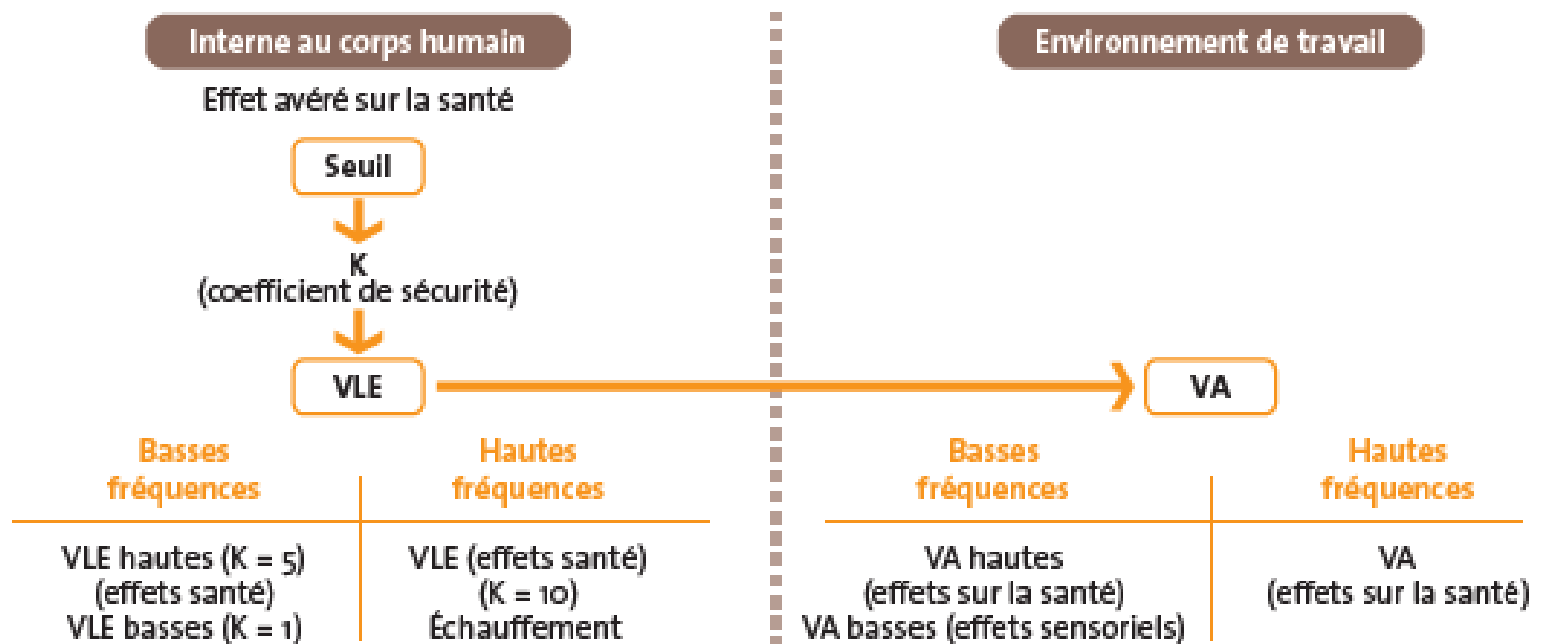 Interne au corps humain
Effet avéré sur la santé
Seuil
K
(coefficient de sécurité)
VLE
Basses
fréquences
Hautes
fréquences
VLE hautes (K = 5)
(effets santé)
VLE basses (K = 1)
VLE (effets santé)
(K = 10)
Échauffement
Environnement de travail
VA
Basses
fréquences
Hautes
fréquences
VA hautes
(effets sur la santé)
VA basses (effets sensoriels)
VA
(effets sur la santé)